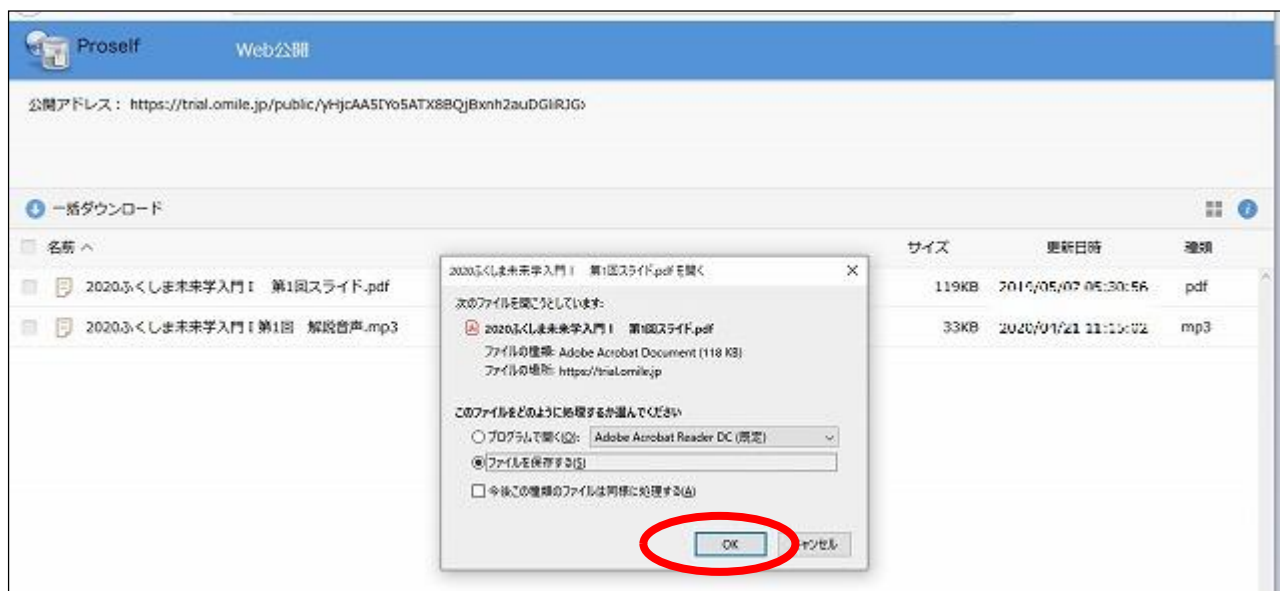 Proself
Web公開
公開アドレス： https://trial.omile.jp/public/
一括ダウンロード
名前 サイズ 更新日時 種類
2020ふくしま未来学入門Ⅰ 第1回スライド.pdf 119KB 05:30:56 pdf
2020ふくしま未来学入門Ⅰ第1回 解説音声.mp3 33KB 2020/04/21 11:15:02 mp3
2020ふくしま未来学入門Ⅰ 第1回スライド.pdf を開く
次のファイルを開こうとしています:
2020ふくしま未来学入門Ⅰ 第1回スライド.pdf
ファイルの種類: Adobe Acrobat Document (118 KB)
ファイルの場所: https://trial.omile.jp
このファイルをどのように処理するか選んでください
プログラムで開く(O): Adobe Acrobat Reader DC (既定)
ファイルを保存する(S)
今後この種類のファイルは同様に処理する(A)
OK
キャンセル